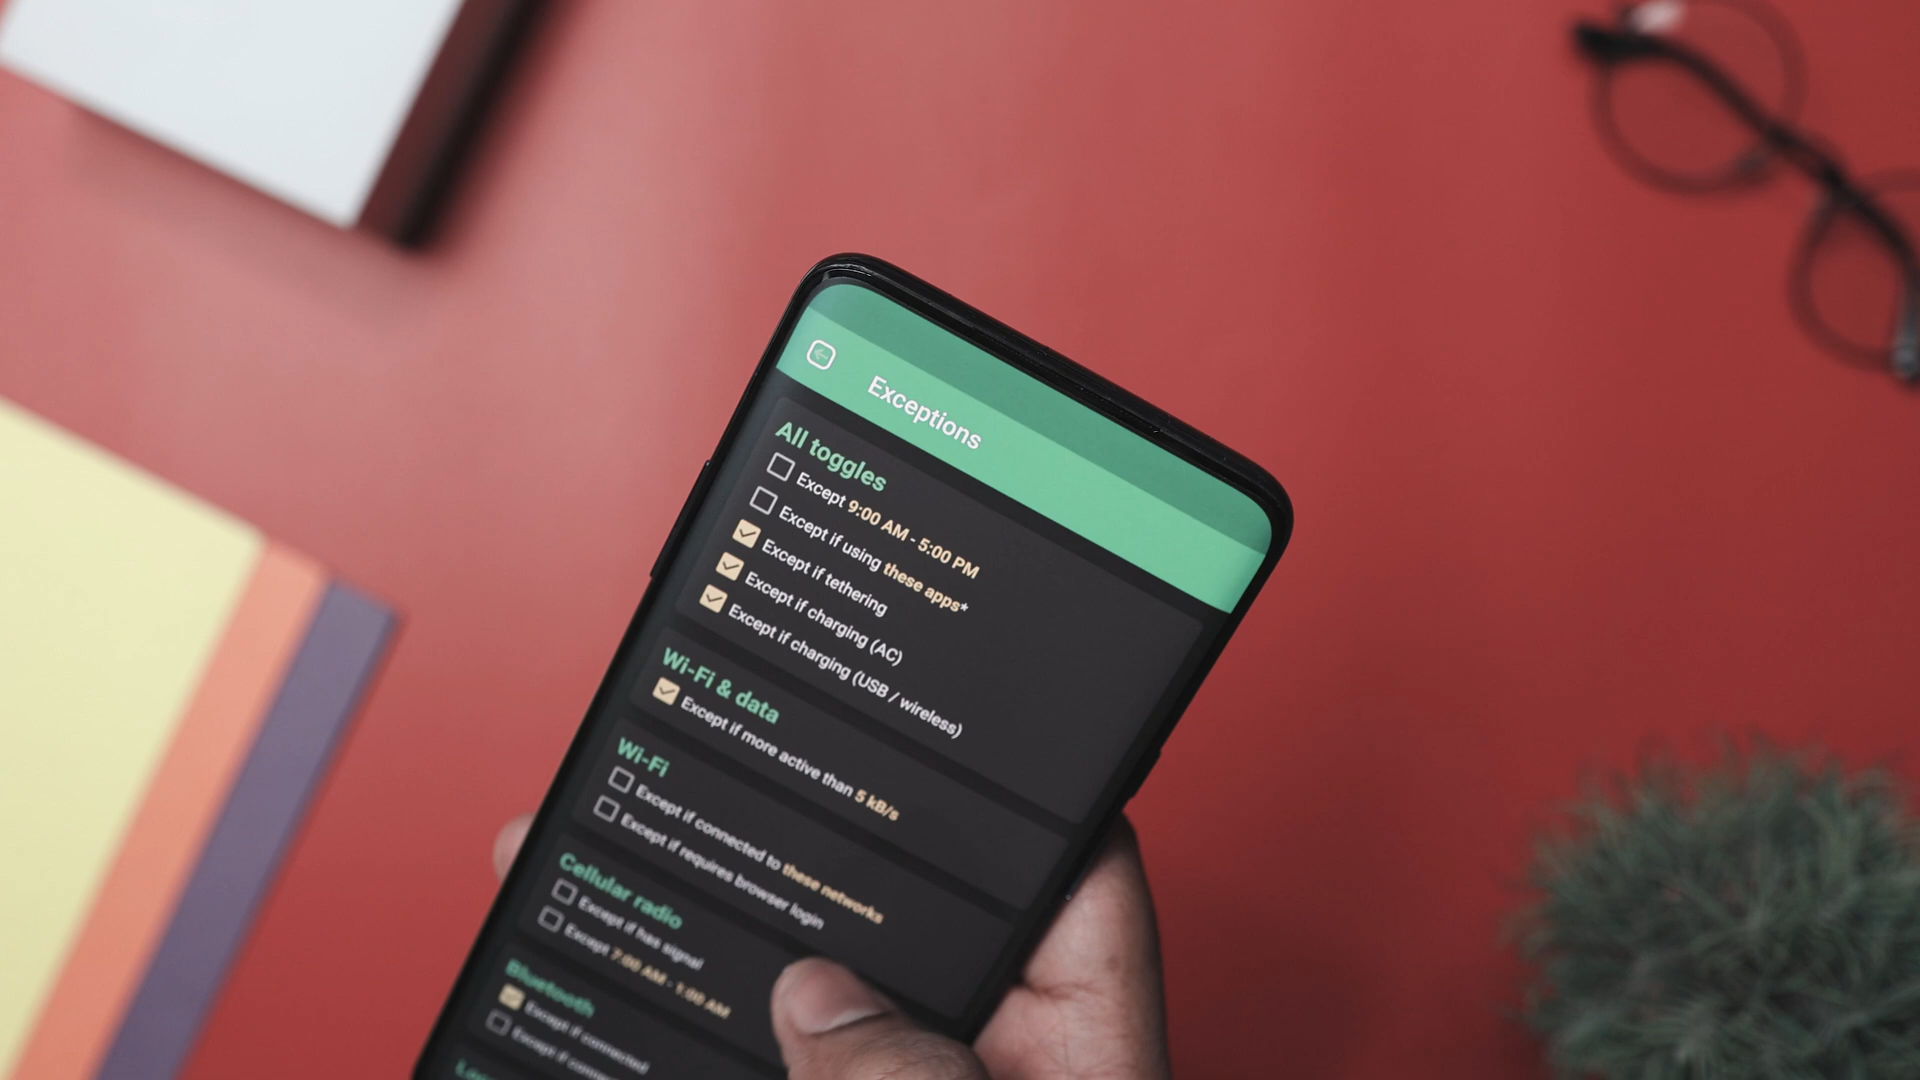 Exceptions
All toggles
Except 9:00 AM - 5:00 PM
Except if using these apps*
Except if tethering
Except if charging (AC)
Except if charging (USB / wireless)
Wi-Fi & data
Except if more active than 5 kB/s
Wi-Fi
Except if connected to these networks
Except if requires browser login
Cellular radio
Except if has signal
Except 7:00 AM - 1:00 AM
Bluetooth
Except if connected
Except if